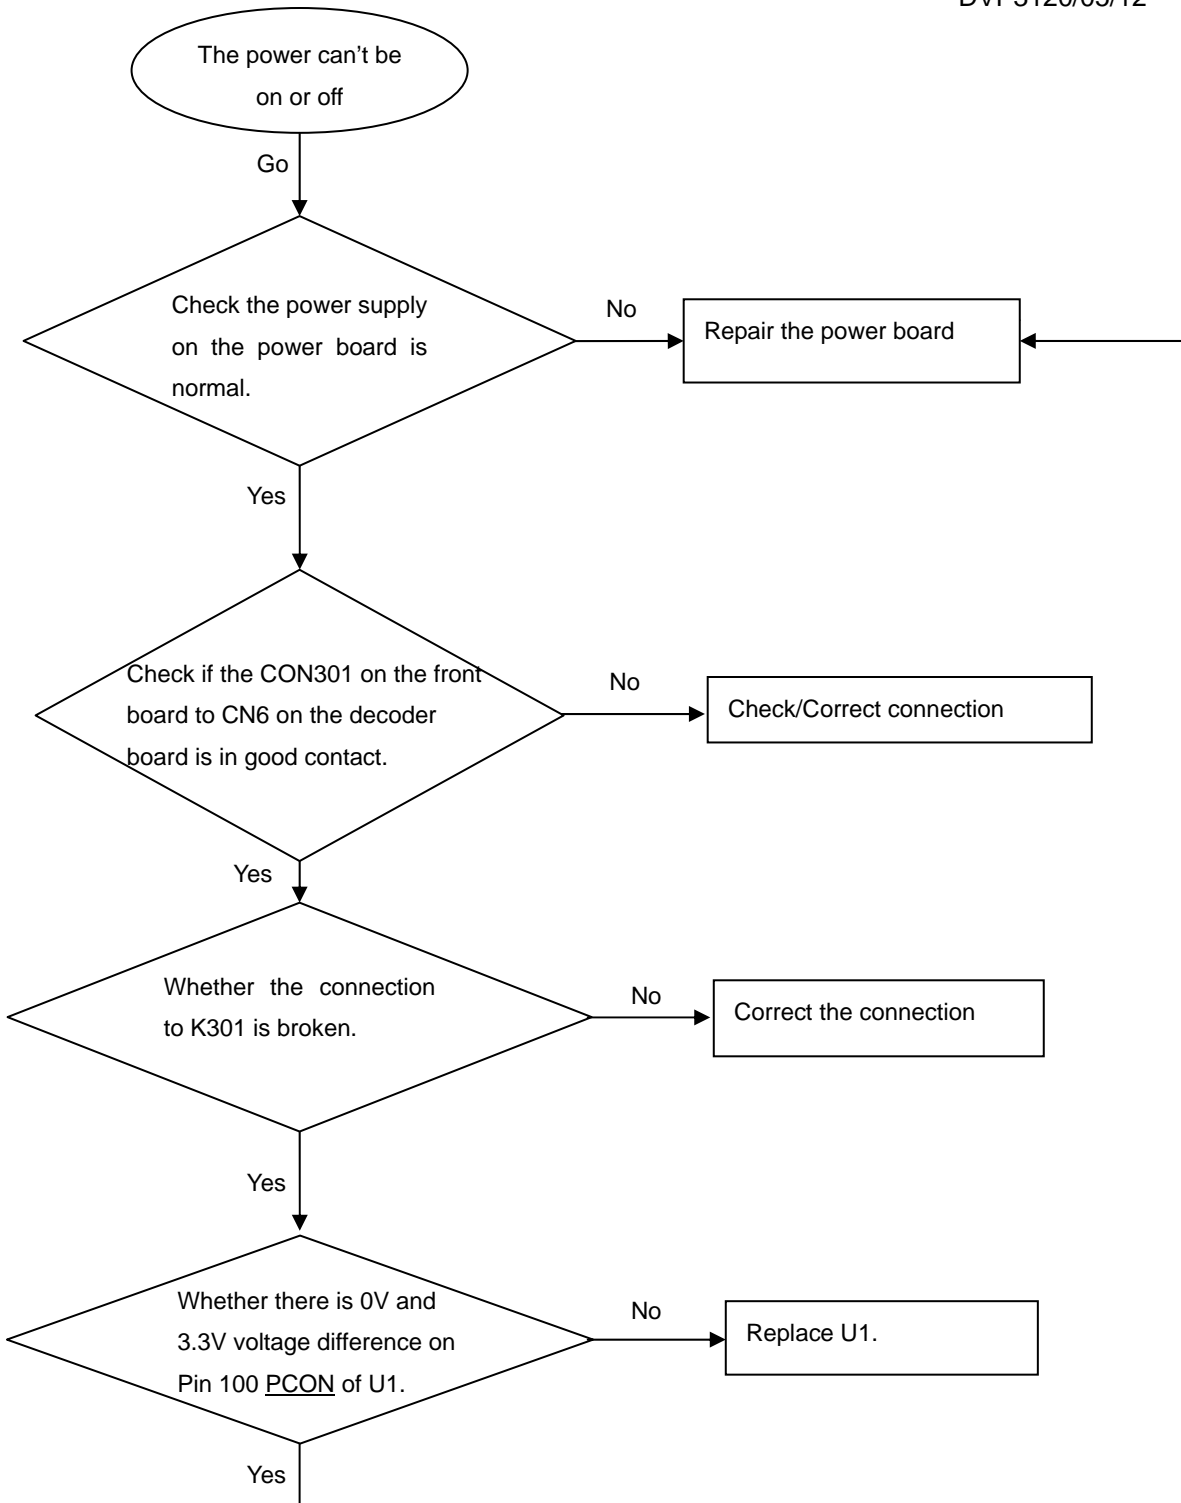 The power can't be
on or off
Go
Check the power supply
on the power board is
normal.
No
Repair the power board
Yes
Check if the CON301 on the front
board to CN6 on the decoder
board is in good contact.
No
Check/Correct connection
Yes
Whether the connection
to K301 is broken.
No
Correct the connection
Yes
Whether there is 0V and
3.3V voltage difference on
Pin 100 PCON of U1.
No
Replace U1.
Yes